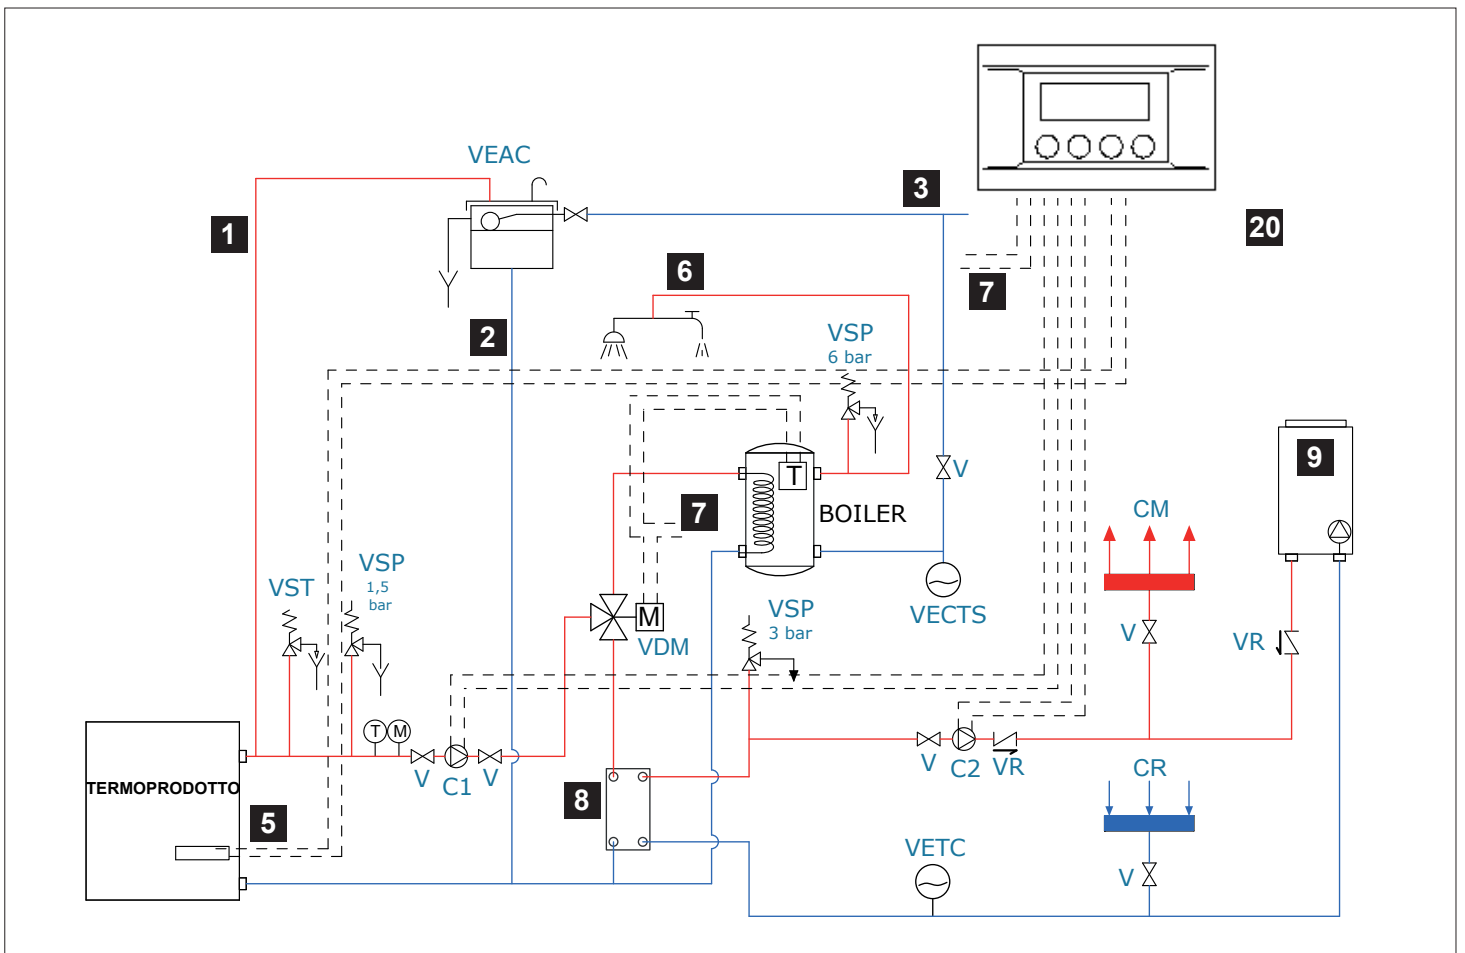 VEAC
3
1
20
6
7
2
VSP
6 bar
9
T
7
BOILER
V
CM
VST
VSP
1,5
bar
VSP
3 bar
M
VDM
VECTS
V
VR
T M
TERMOPRODOTTO
V C1 V
V C2 VR
CR
8
5
VETC
V